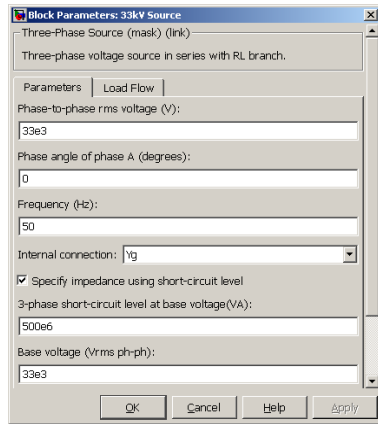 Block Parameters: 33kV Source
Three-Phase Source (mask) (link)
Three-phase voltage source in series with RL branch.
Parameters Load Flow
Phase-to-phase rms voltage (V):
33e3
Phase angle of phase A (degrees):
0
Frequency (Hz):
50
Internal connection: Yg
Specify impedance using short-circuit level
3-phase short-circuit level at base voltage(VA):
500e6
Base voltage (Vrms ph-ph):
33e3
OK Cancel Help Apply